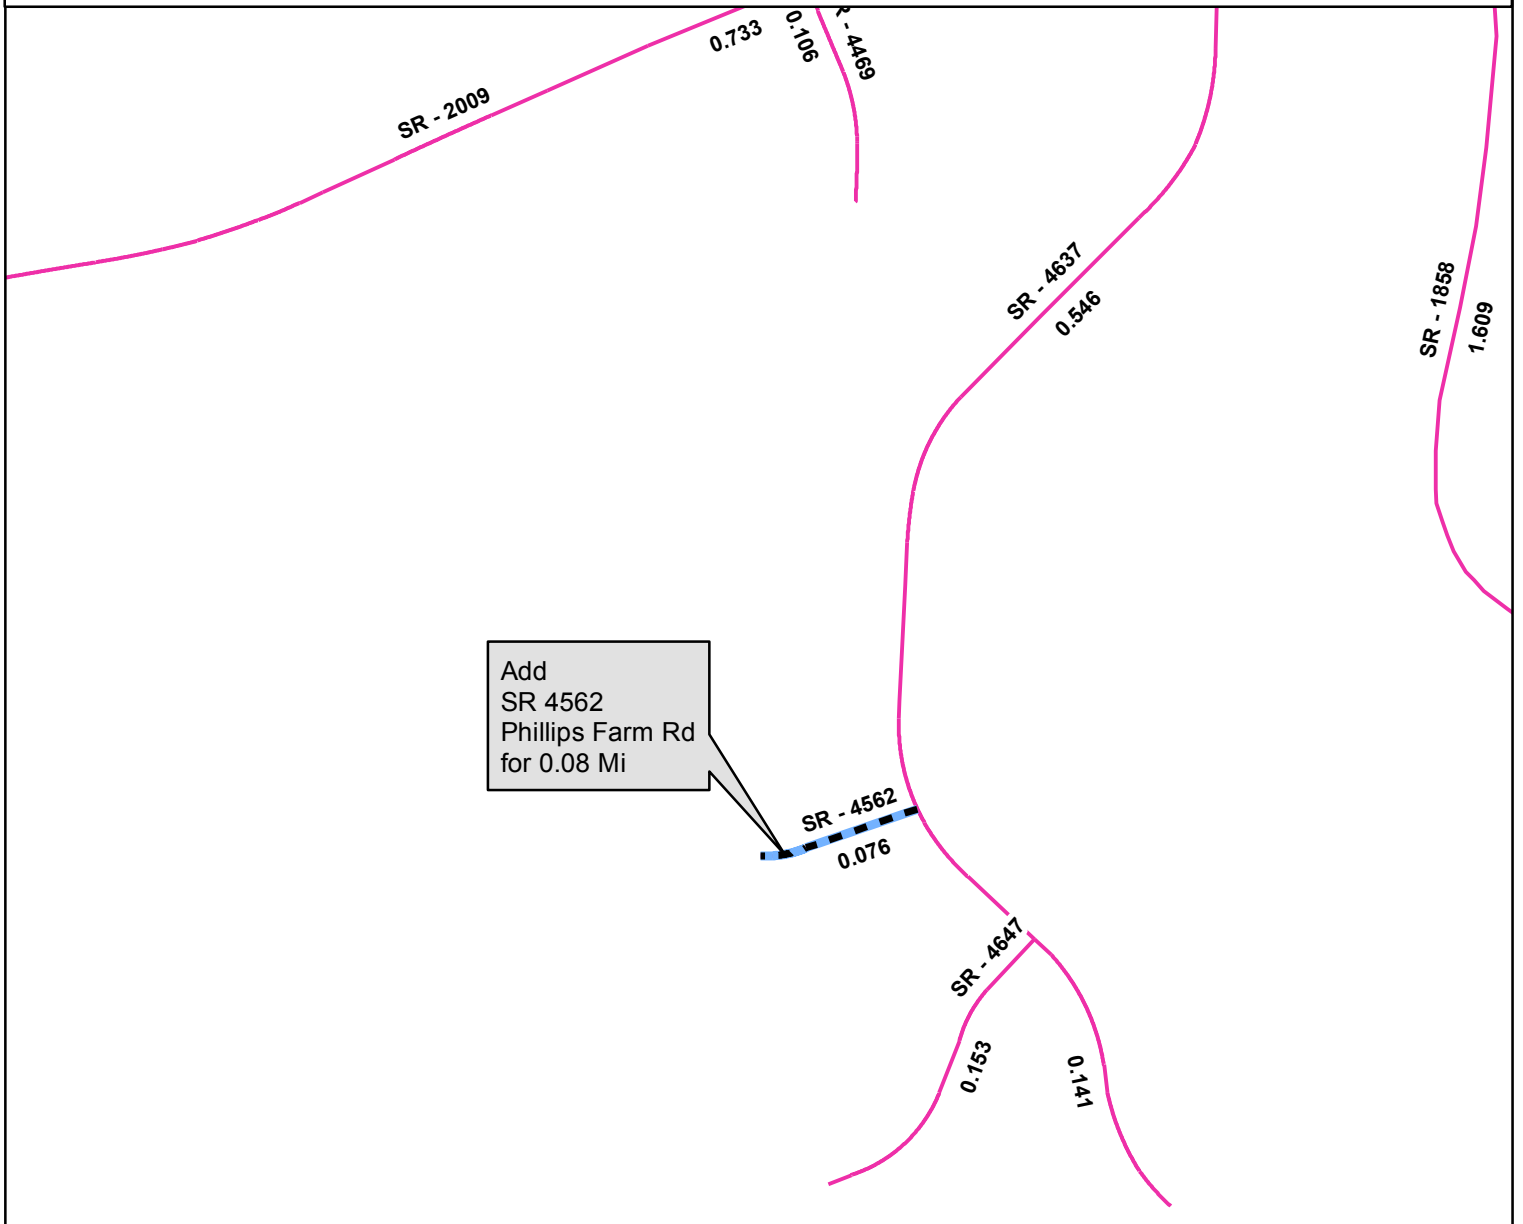 0.733
0.106
- 4469
SR - 2009
SR - 4637
0.546
SR - 1858
1.609
Add
SR 4562
Phillips Farm Rd
for 0.08 Mi
SR - 4562
0.076
SR - 4647
0.153
0.141